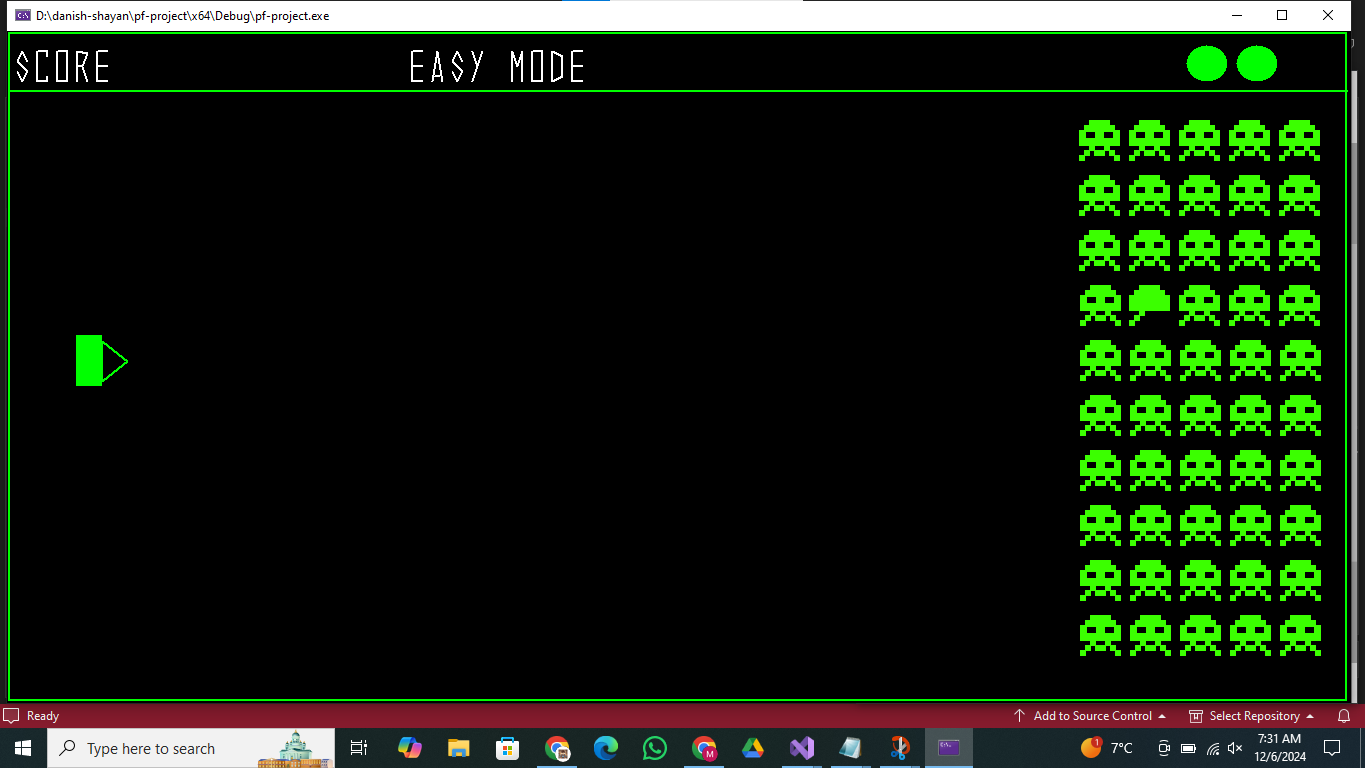 D:\danish-shayan\pf-project\x64\Debug\pf-project.exe
SCORE EASY MODE
Ready Add to Source Control Select Repository
Type here to search 1 7°C 7:31 AM
12/6/2024